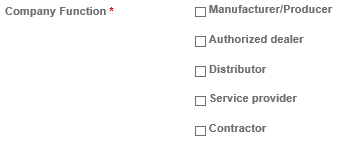 Company Function *
Manufacturer/Producer
Authorized dealer
Distributor
Service provider
Contractor